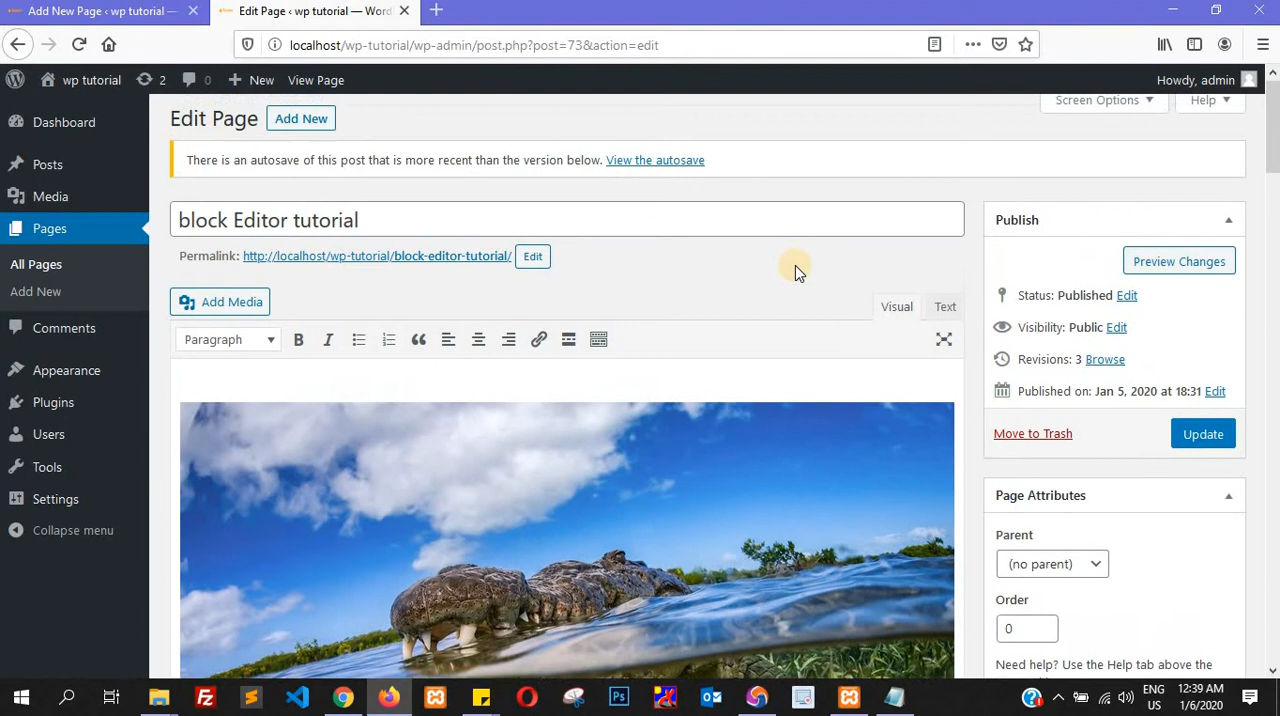 Add New Page ‹ wp tutorial —
Edit Page ‹ wp tutorial — Word
localhost/wp-tutorial/wp-admin/post.php?post=73&action=edit
wp tutorial
2
0
New
View Page
Howdy, admin
Dashboard
Posts
Media
Pages
All Pages
Add New
Comments
Appearance
Plugins
Users
Tools
Settings
Collapse menu
Edit Page
Add New
Screen Options
Help
There is an autosave of this post that is more recent than the version below. View the autosave
block Editor tutorial
Permalink: http://localhost/wp-tutorial/block-editor-tutorial/ Edit
Add Media
Visual
Text
Paragraph
Publish
Preview Changes
Status: Published Edit
Visibility: Public Edit
Revisions: 3 Browse
Published on: Jan 5, 2020 at 18:31 Edit
Move to Trash
Update
Page Attributes
Parent
(no parent)
Order
0
Need help? Use the Help tab above the
ENG
US
12:39 AM
1/6/2020